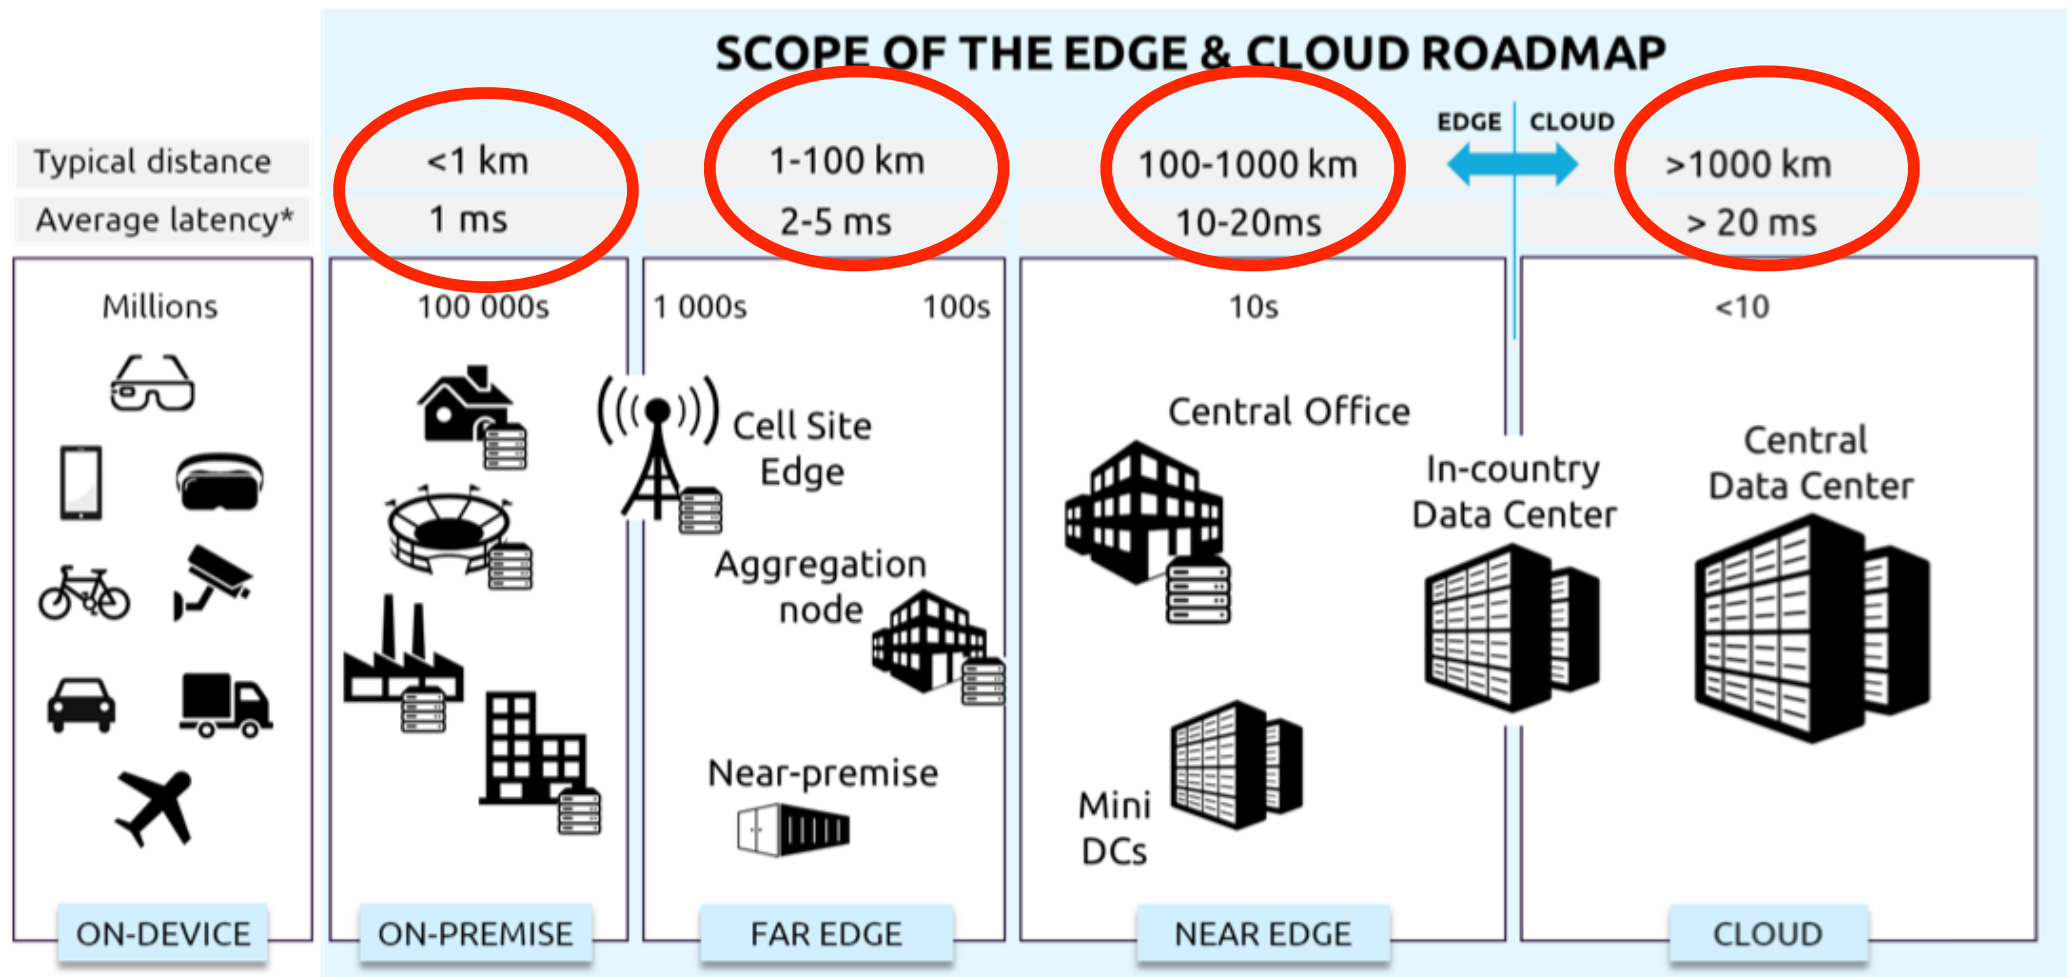 SCOPE OF THE EDGE & CLOUD ROADMAP
EDGE CLOUD
Typical distance <1 km 1-100 km 100-1000 km >1000 km
Average latency* 1 ms 2-5 ms 10-20ms > 20 ms
Millions 100 000s 1 000s 100s 10s <10
Cell Site
Edge
Aggregation
node
Near-premise
Central Office
Mini
DCs
In-country
Data Center
Central
Data Center
ON-DEVICE ON-PREMISE FAR EDGE NEAR EDGE CLOUD